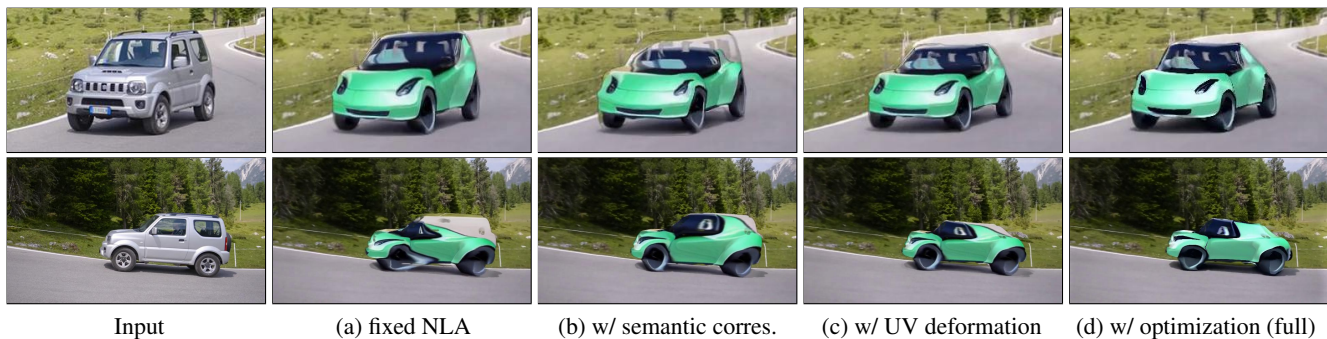 Input
(a) fixed NLA
(b) w/ semantic corres.
(c) w/ UV deformation
(d) w/ optimization (full)